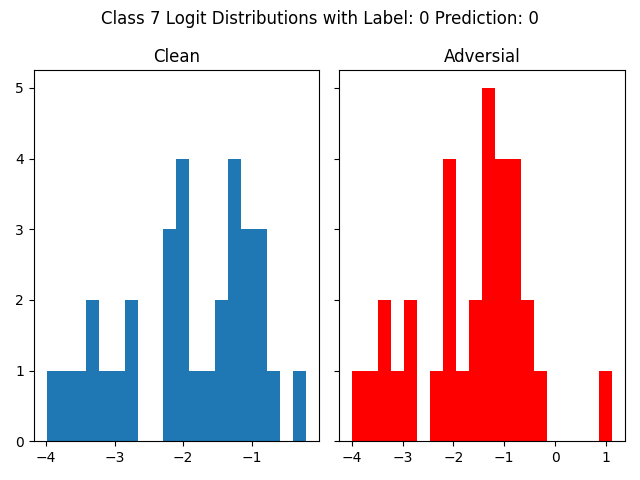 Class 7 Logit Distributions with Label: 0 Prediction: 0
Clean
Adversial
5
4
3
2
1
0
−4 −3 −2 −1
−4 −3 −2 −1 0 1